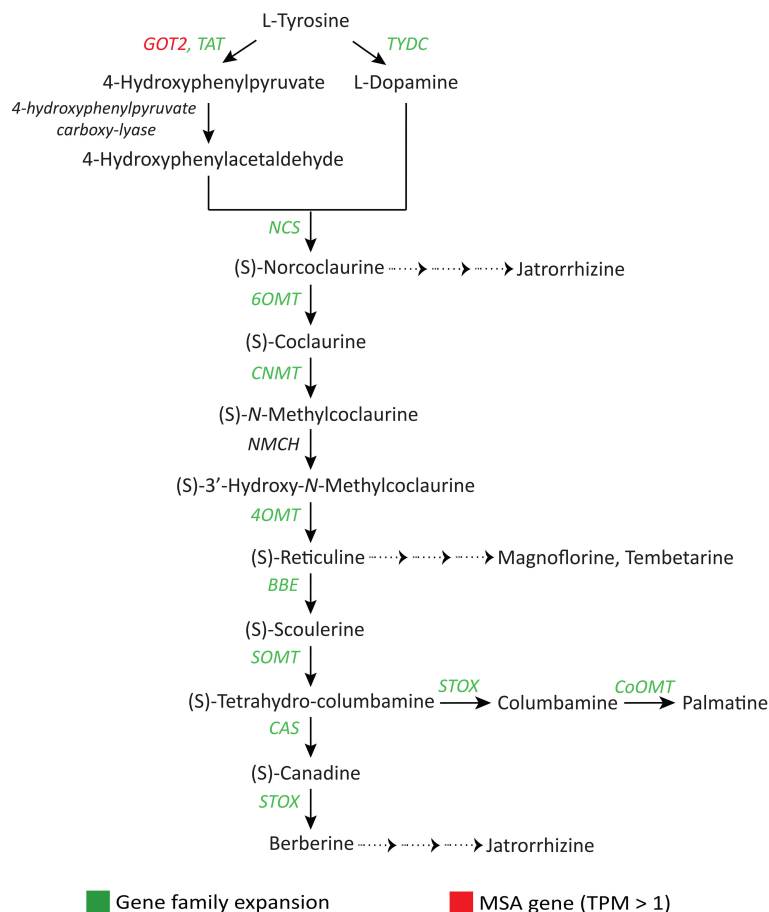 L-Tyrosine
GOT2, TAT TYDC
4-Hydroxyphenylpyruvate L-Dopamine
4-hydroxyphenylpyruvate
carboxy-lyase
4-Hydroxyphenylacetaldehyde
NCS
(S)-Norcoclaurine Jatrorrhizine
6OMT
(S)-Coclaurine
CNMT
(S)-N-Methylcoclaurine
NMCH
(S)-3’-Hydroxy-N-Methylcoclaurine
4OMT
(S)-Reticuline Magnoflorine, Tembetarine
BBE
(S)-Scoulerine
SOMT
STOX CoOMT
(S)-Tetrahydro-columbamine Columbamine Palmatine
CAS
(S)-Canadine
STOX
Berberine Jatrorrhizine
Gene family expansion MSA gene (TPM > 1)